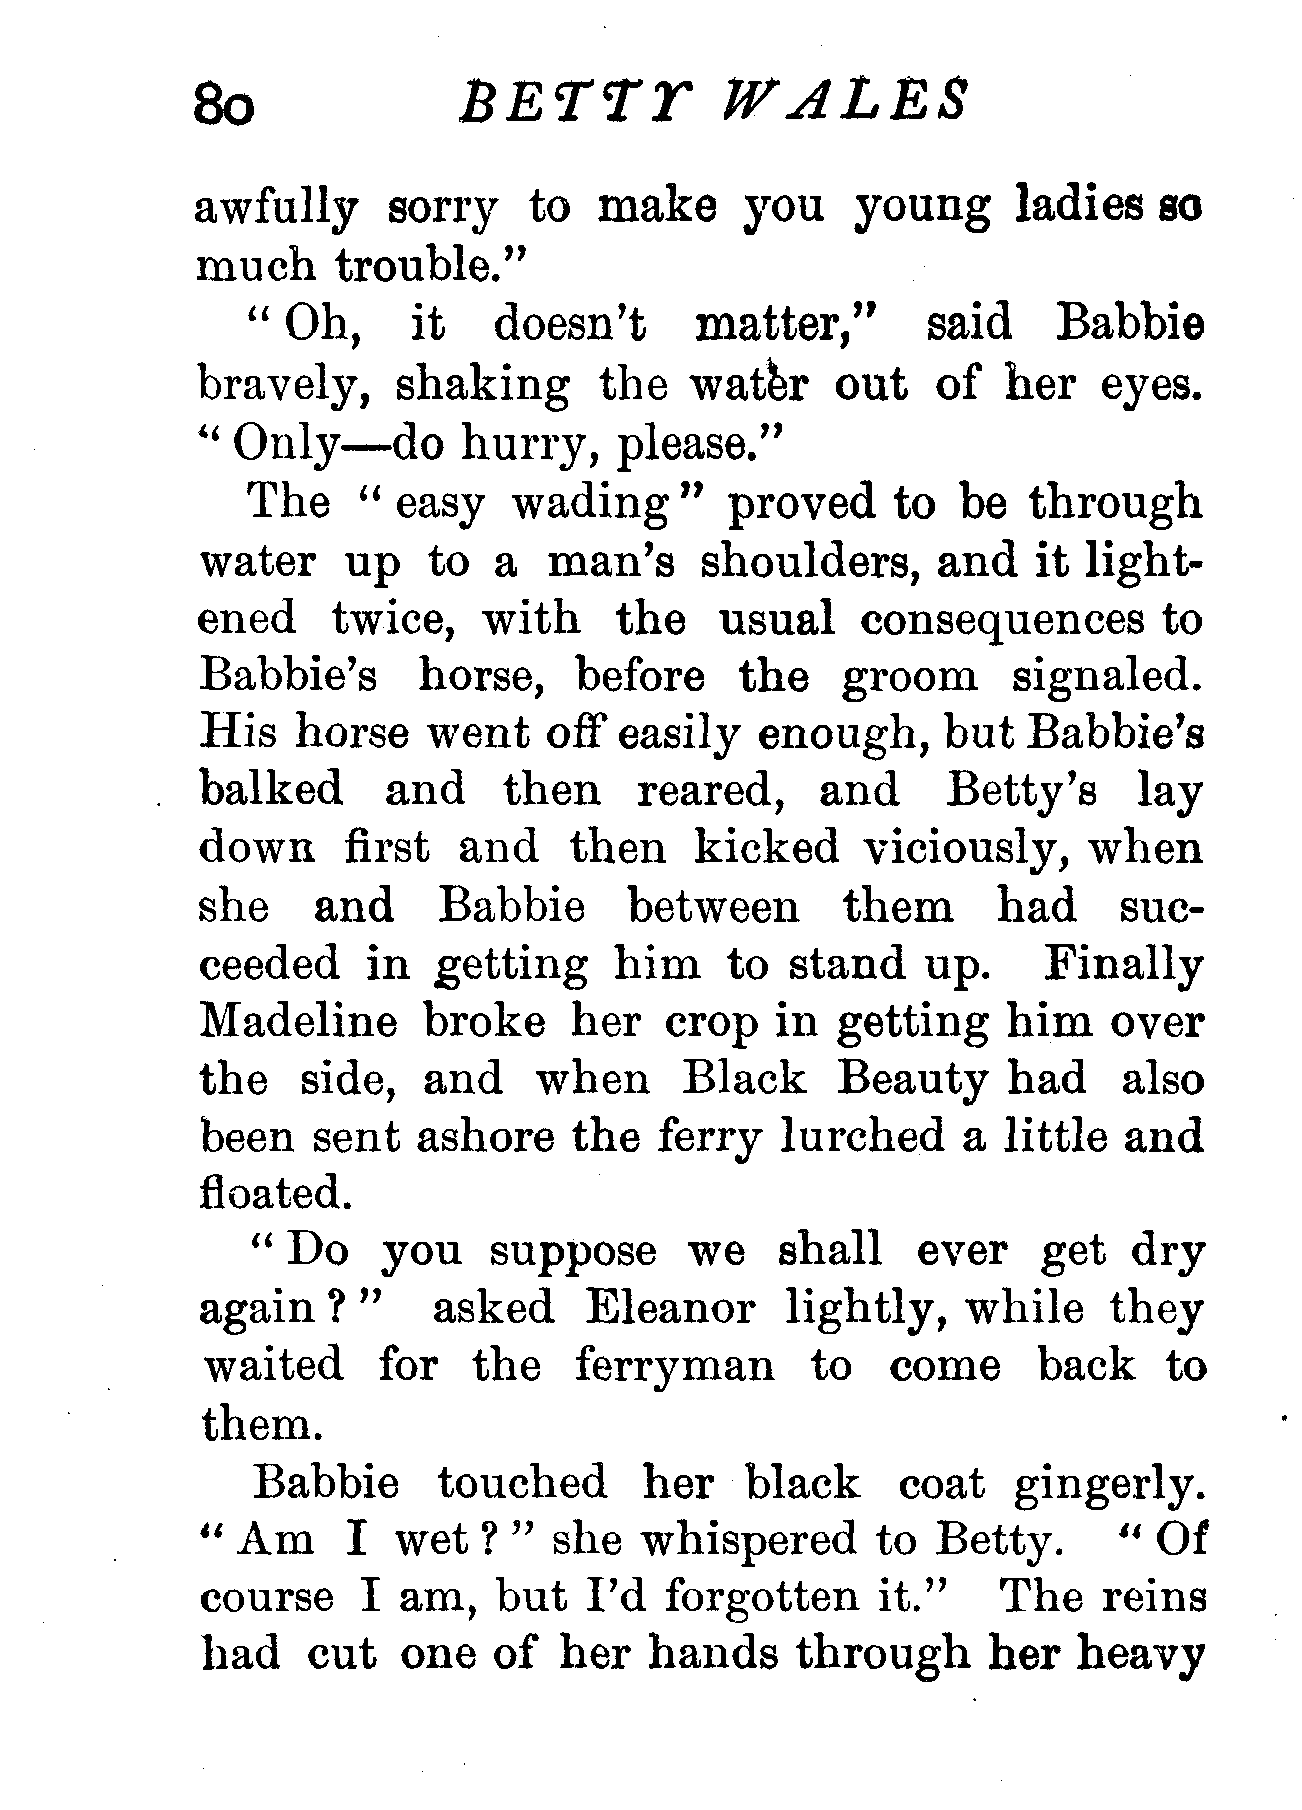 80 BETTY WALES
awfully sorry to make you young ladies so
much trouble."
" Oh, it doesn't matter," said Babbie
bravely, shaking the water out of her eyes.
" Only—do hurry, please."
The " easy wading " proved to be through
water up to a man's shoulders, and it light-
ened twice, with the usual consequences to
Babbie's horse, before the groom signaled.
His horse went off easily enough, but Babbie's
balked and then reared, and Betty's lay
down first and then kicked viciously, when
she and Babbie between them had suc-
ceeded in getting him to stand up. Finally
Madeline broke her crop in getting him over
the side, and when Black Beauty had also
been sent ashore the ferry lurched a little and
floated.
" Do you suppose we shall ever get dry
again ? " asked Eleanor lightly, while they
waited for the ferryman to come back to
them.
Babbie touched her black coat gingerly.
" Am I wet ? " she whispered to Betty. " Of
course I am, but I'd forgotten it." The reins
had cut one of her hands through her heavy